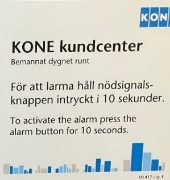 KONE
KONE kundcenter
Bemannat dygnet runt
För att larma håll nödsignals-
knappen intryckt i 10 sekunder.
To activate the alarm press the
alarm button for 10 seconds.